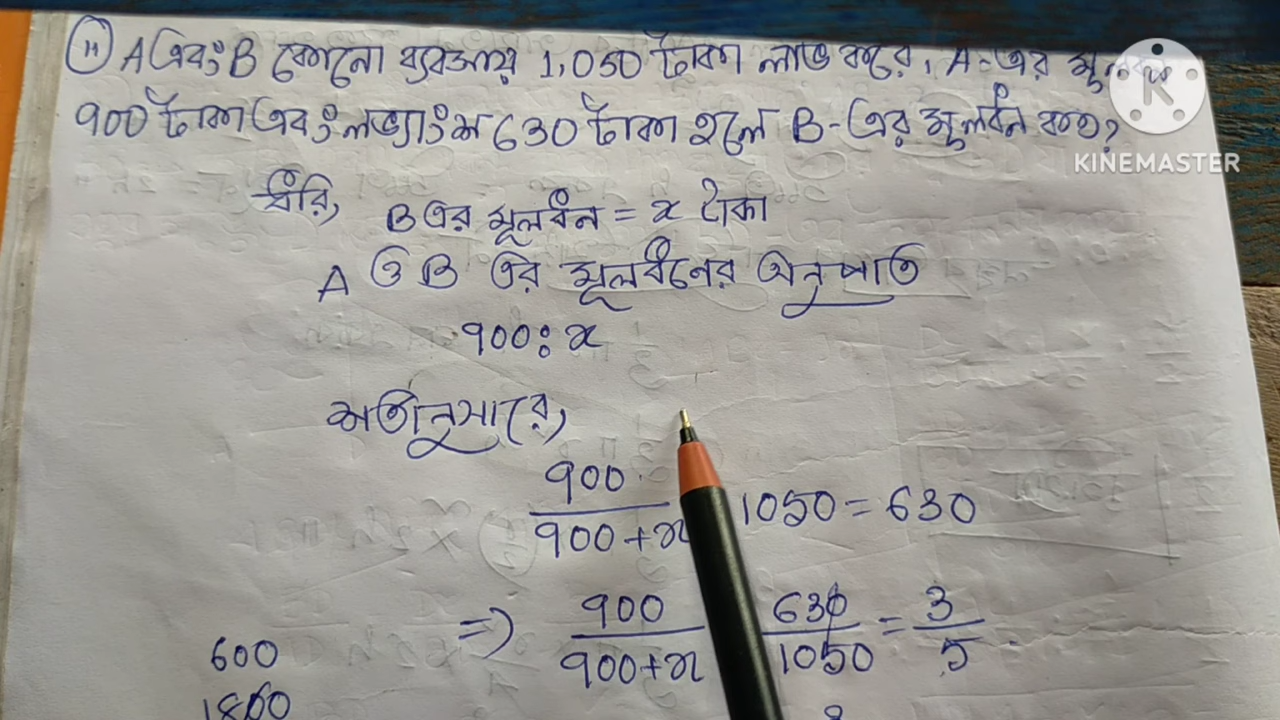 (11) A এবং B কোনো ব্যবসায় 1,050 টাকা লাভ করে, A-এর মূলধন
900 টাকা এবং লভ্যাংশ 630 টাকা হলে B-এর মূলধন কত?
K
KINEMASTER
ধরি, B এর মূলধন = x টাকা
A ও B এর মূলধনের অনুপাত
900 : x
শর্তানুসারে,
900/(900+x) 1050 = 630
=> 900/(900+x) 630/1050 = 3/5
600
1800